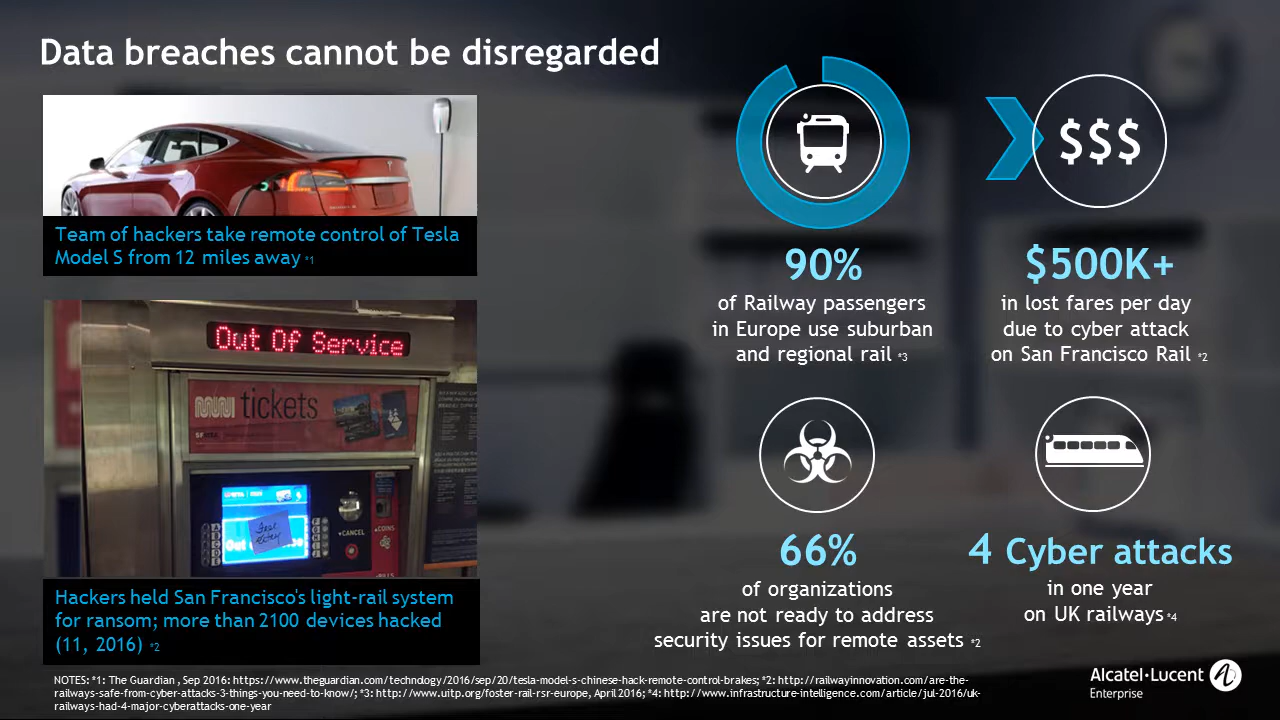 Data breaches cannot be disregarded
Team of hackers take remote control of Tesla
Model S from 12 miles away *1
Out Of Service
tickets
CANCEL
COINS
Hackers held San Francisco's light-rail system
for ransom; more than 2100 devices hacked
(11, 2016) *2
90%
of Railway passengers
in Europe use suburban
and regional rail *3
$$$
$500K+
in lost fares per day
due to cyber attack
on San Francisco Rail *2
66%
of organizations
are not ready to address
security issues for remote assets *2
4 Cyber attacks
in one year
on UK railways *4
NOTES: *1: The Guardian , Sep 2016: https://www.theguardian.com/technology/2016/sep/20/tesla-model-s-chinese-hack-remote-control-brakes; *2: http://railwayinnovation.com/are-the-
railways-safe-from-cyber-attacks-3-things-you-need-to-know/; *3: http://www.uitp.org/foster-rail-rsr-europe, April 2016; *4: http://www.infrastructure-intelligence.com/article/jul-2016/uk-
railways-had-4-major-cyberattacks-one-year
Alcatel·Lucent
Enterprise